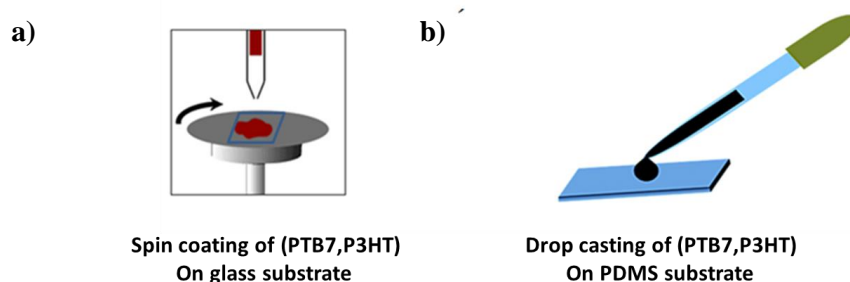 a)
b)
Spin coating of (PTB7,P3HT)
On glass substrate
Drop casting of (PTB7,P3HT)
On PDMS substrate